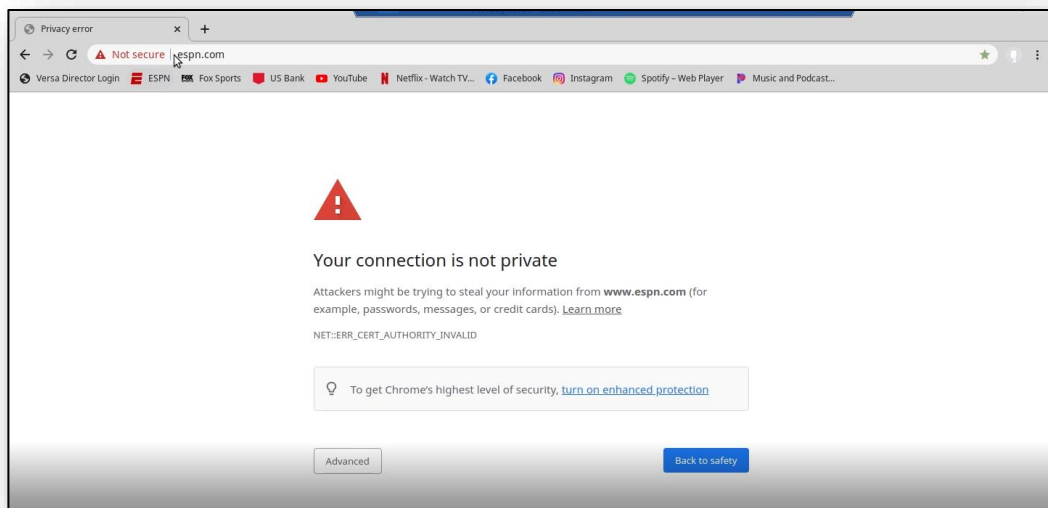 Privacy error
Not secure espn.com
Versa Director Login ESPN Fox Sports US Bank YouTube Netflix - Watch TV... Facebook Instagram Spotify – Web Player Music and Podcast...
Your connection is not private
Attackers might be trying to steal your information from www.espn.com (for
example, passwords, messages, or credit cards). Learn more
NET::ERR_CERT_AUTHORITY_INVALID
To get Chrome's highest level of security, turn on enhanced protection
Advanced Back to safety